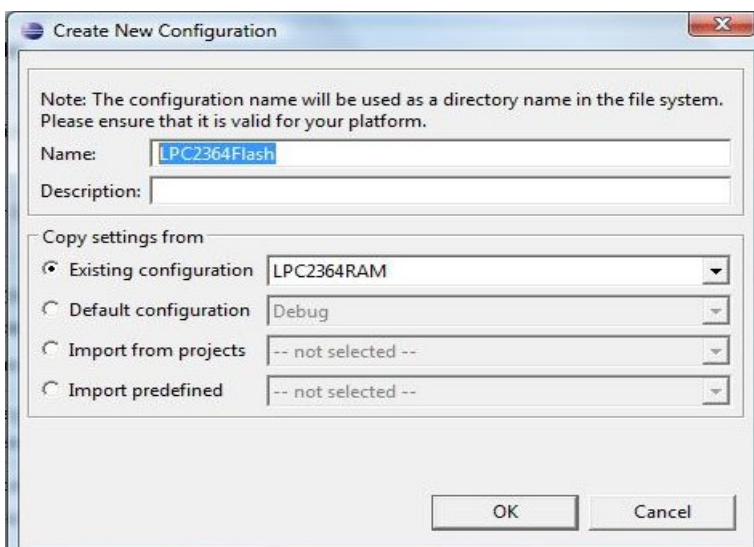 Create New Configuration
Note: The configuration name will be used as a directory name in the file system.
Please ensure that it is valid for your platform.
Name: LPC2364Flash
Description:
Copy settings from
Existing configuration LPC2364RAM
Default configuration Debug
Import from projects -- not selected --
Import predefined -- not selected --
OK Cancel